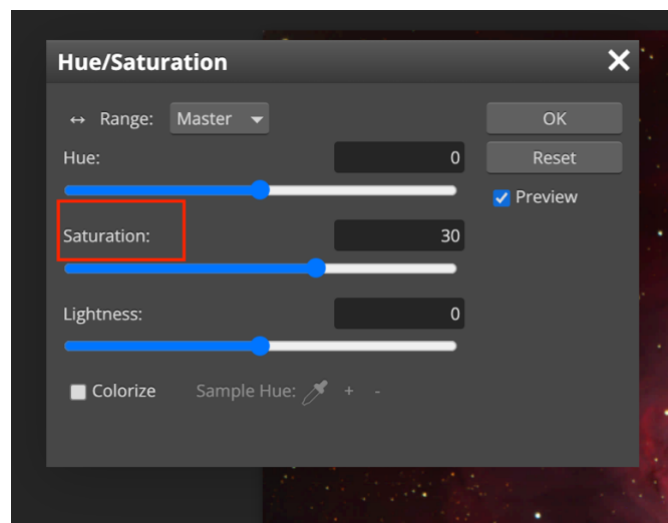 Hue/Saturation
Range: Master
OK
Hue: 0
Reset
Preview
Saturation: 30
Lightness: 0
Colorize Sample Hue: + -